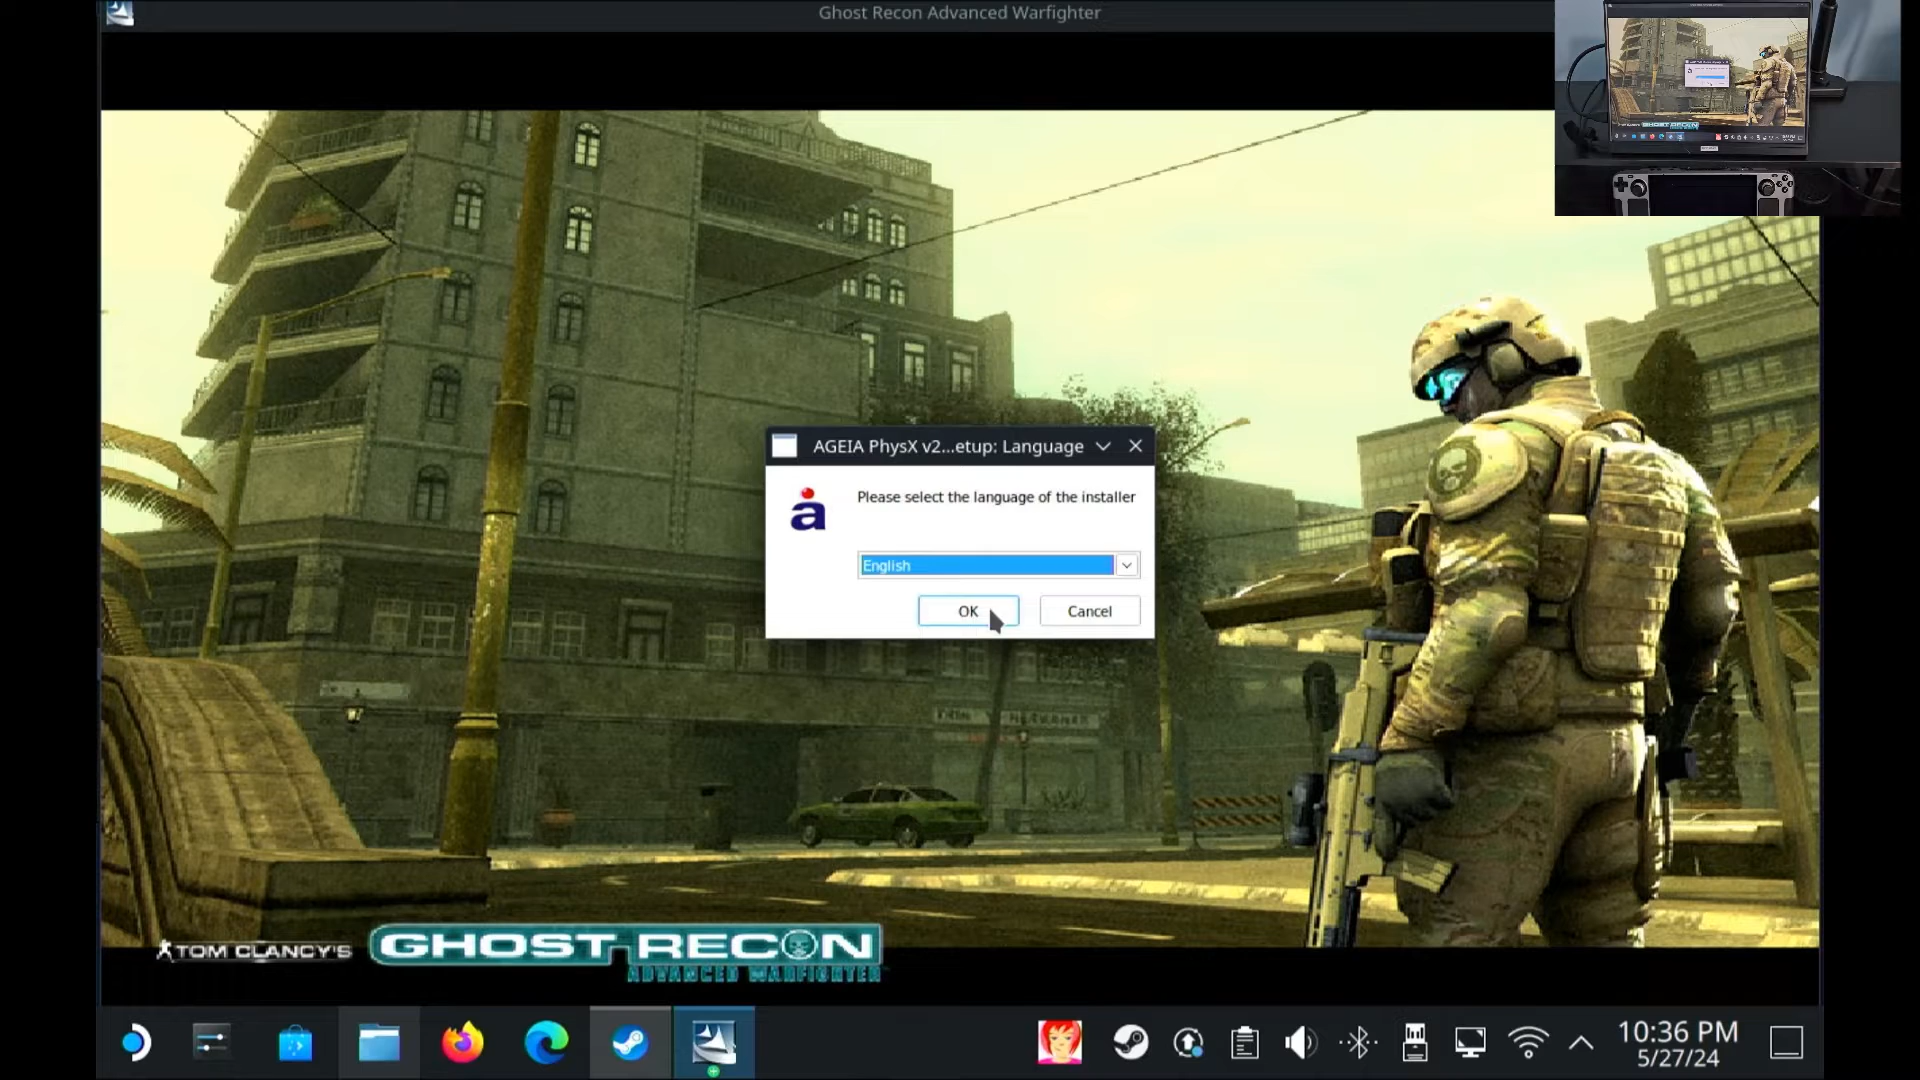 Ghost Recon Advanced Warfighter
AGEIA PhysX v2...etup: Language
Please select the language of the installer
English
OK
Cancel
TOM CLANCY'S
GHOST RECON
ADVANCED WARFIGHTER
10:36 PM
5/27/24